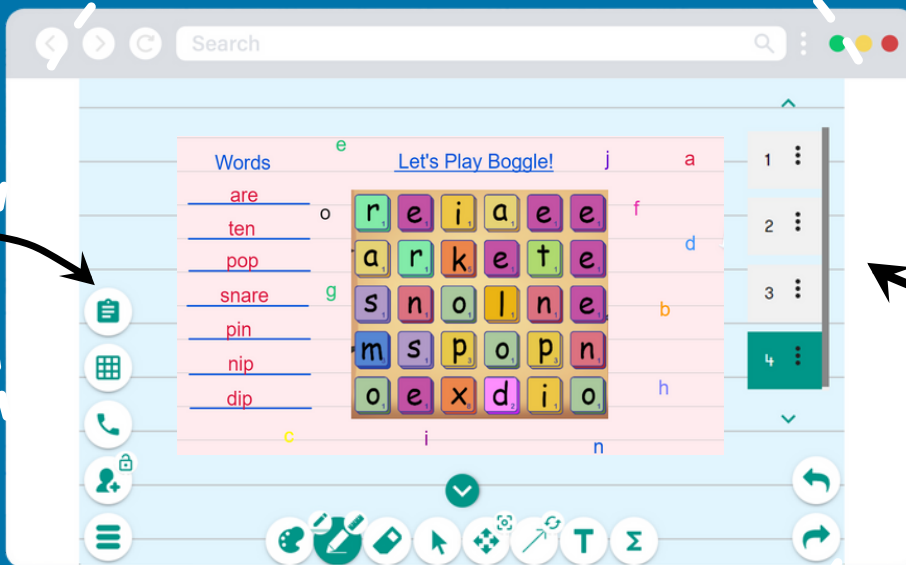 Search
Words
e
Let's Play Boggle!
j
a
are
o
f
ten
d
pop
snare
g
b
pin
nip
h
dip
c
i
n
r e i a e e
a r k e t e
s n o l n e
m s p o p n
o e x d i o
1
2
3
4
T
Σ